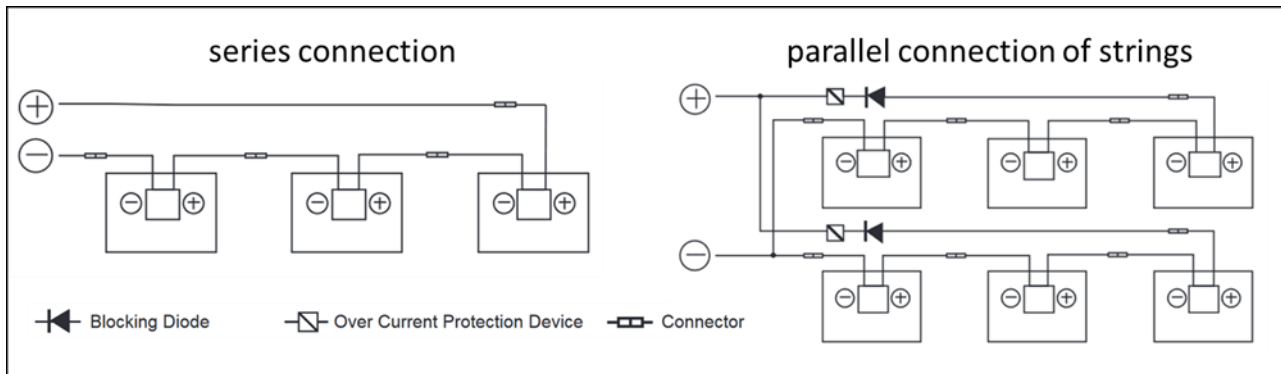 series connection
parallel connection of strings
+
−
− + − + − +
+
−
− + − + − +
− + − + − +
Blocking Diode
Over Current Protection Device
Connector